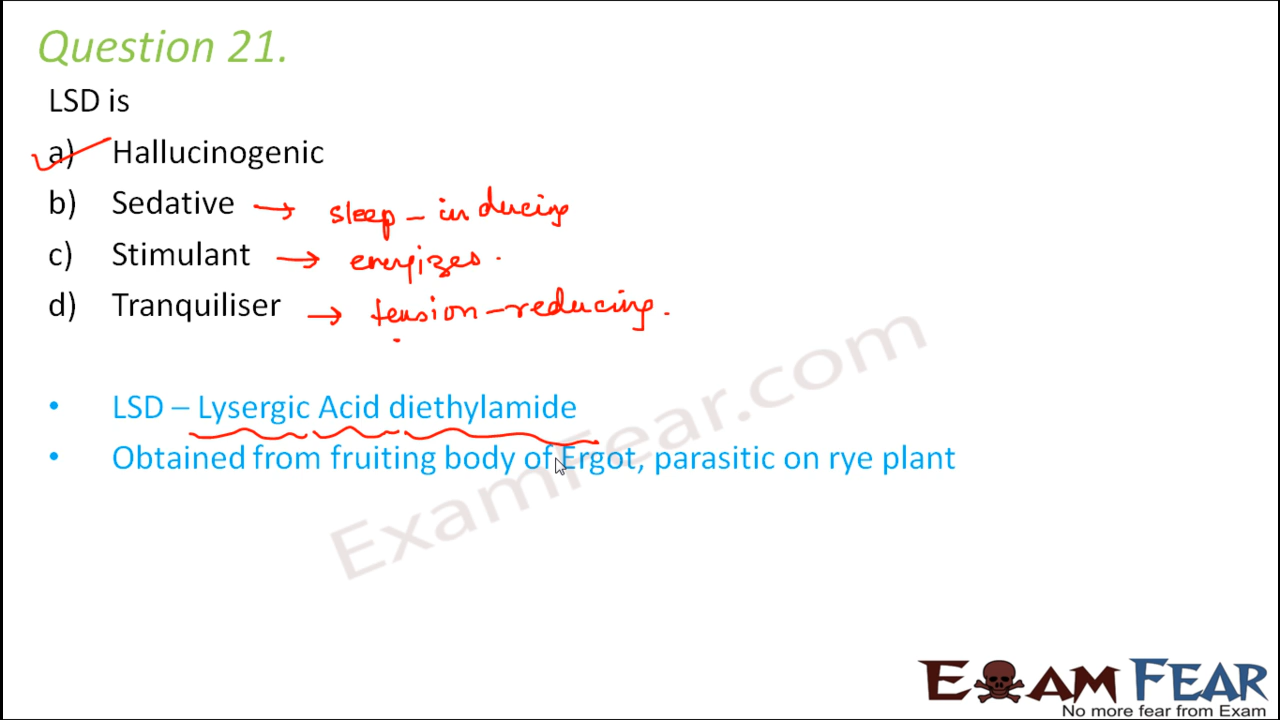 Question 21.
LSD is
a) Hallucinogenic
b) Sedative → sleep-inducing
c) Stimulant → energizes.
d) Tranquiliser → tension-reducing.
• LSD – Lysergic Acid diethylamide
• Obtained from fruiting body of Ergot, parasitic on rye plant
ExamFear.com
EXAM FEAR
No more fear from Exam